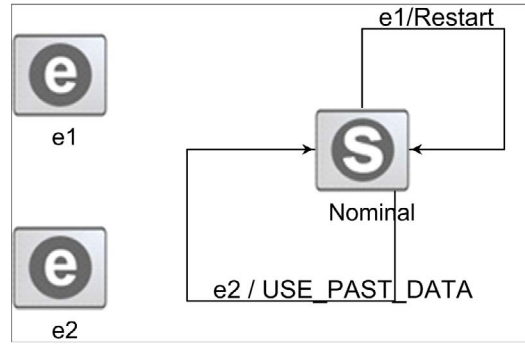 e1/Restart
e
e1
S
Nominal
e
e2 / USE_PAST_DATA
e2